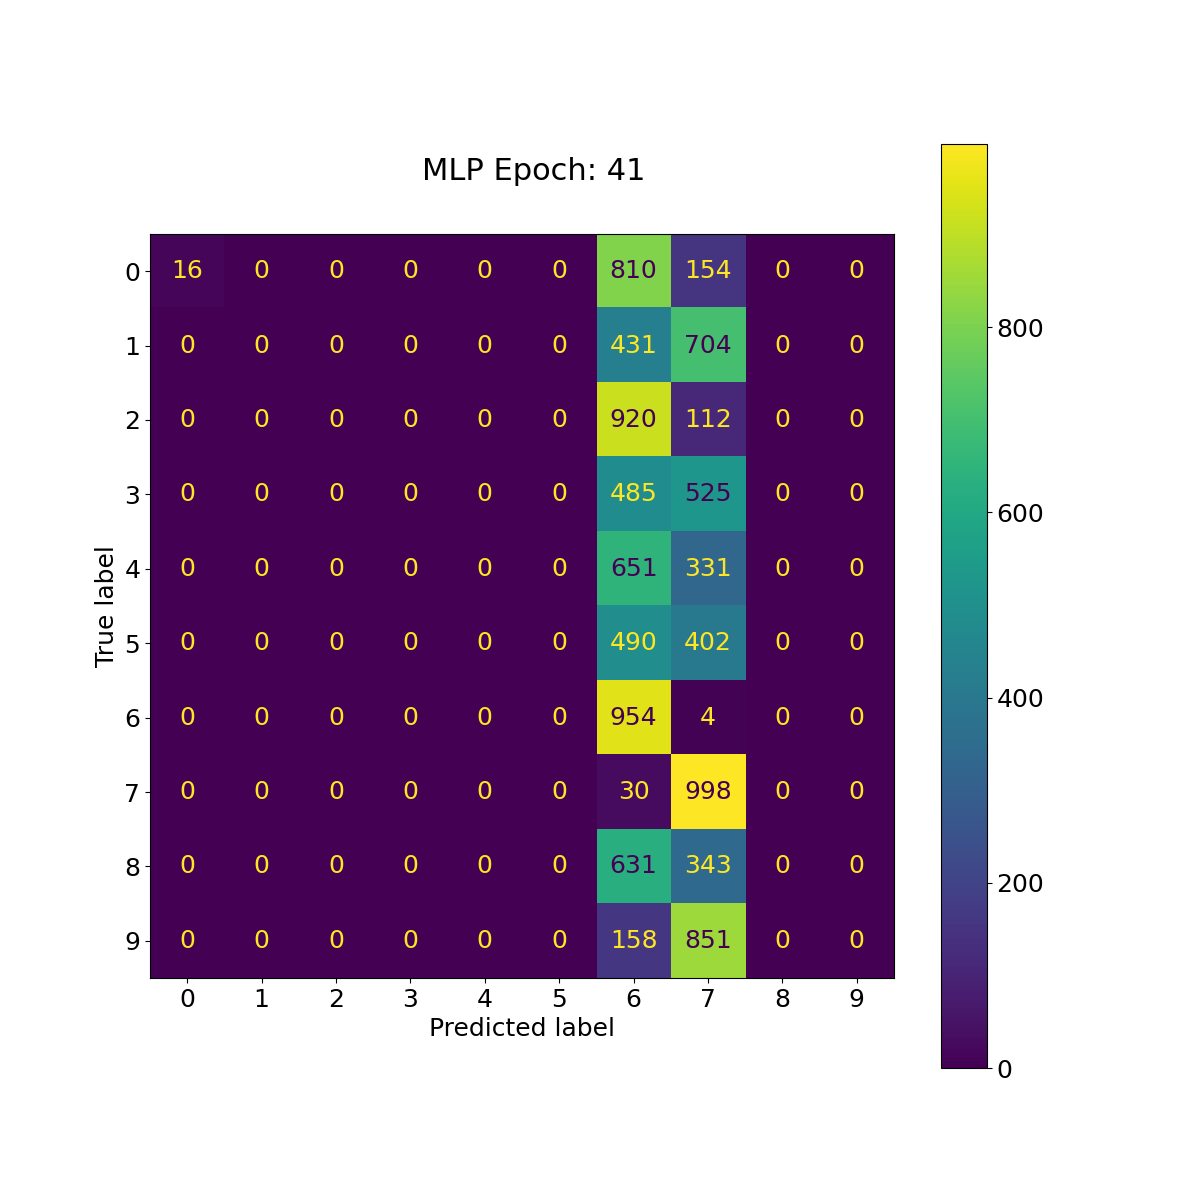 MLP Epoch: 41
0 16 0 0 0 0 0 810 154 0 0
1 0 0 0 0 0 0 431 704 0 0
2 0 0 0 0 0 0 920 112 0 0
3 0 0 0 0 0 0 485 525 0 0
4 0 0 0 0 0 0 651 331 0 0
5 0 0 0 0 0 0 490 402 0 0
6 0 0 0 0 0 0 954 4 0 0
7 0 0 0 0 0 0 30 998 0 0
8 0 0 0 0 0 0 631 343 0 0
9 0 0 0 0 0 0 158 851 0 0
0 1 2 3 4 5 6 7 8 9
Predicted label
True label
800
600
400
200
0